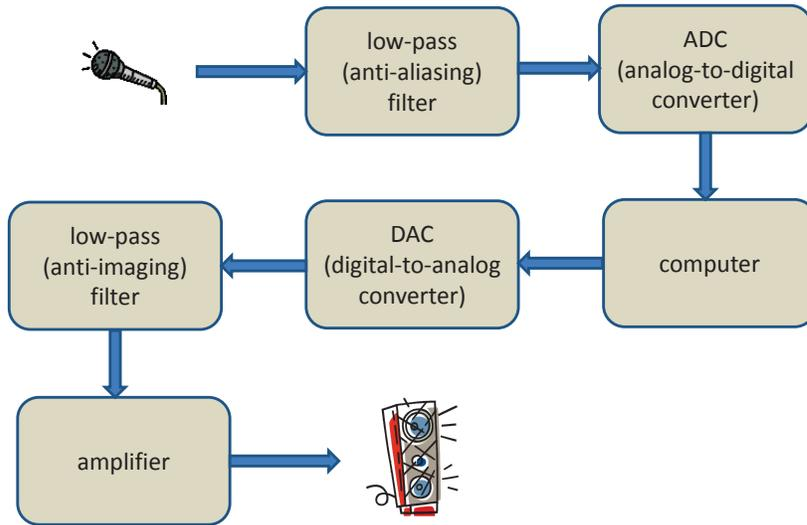 low-pass
(anti-aliasing)
filter
ADC
(analog-to-digital
converter)
computer
DAC
(digital-to-analog
converter)
low-pass
(anti-imaging)
filter
amplifier